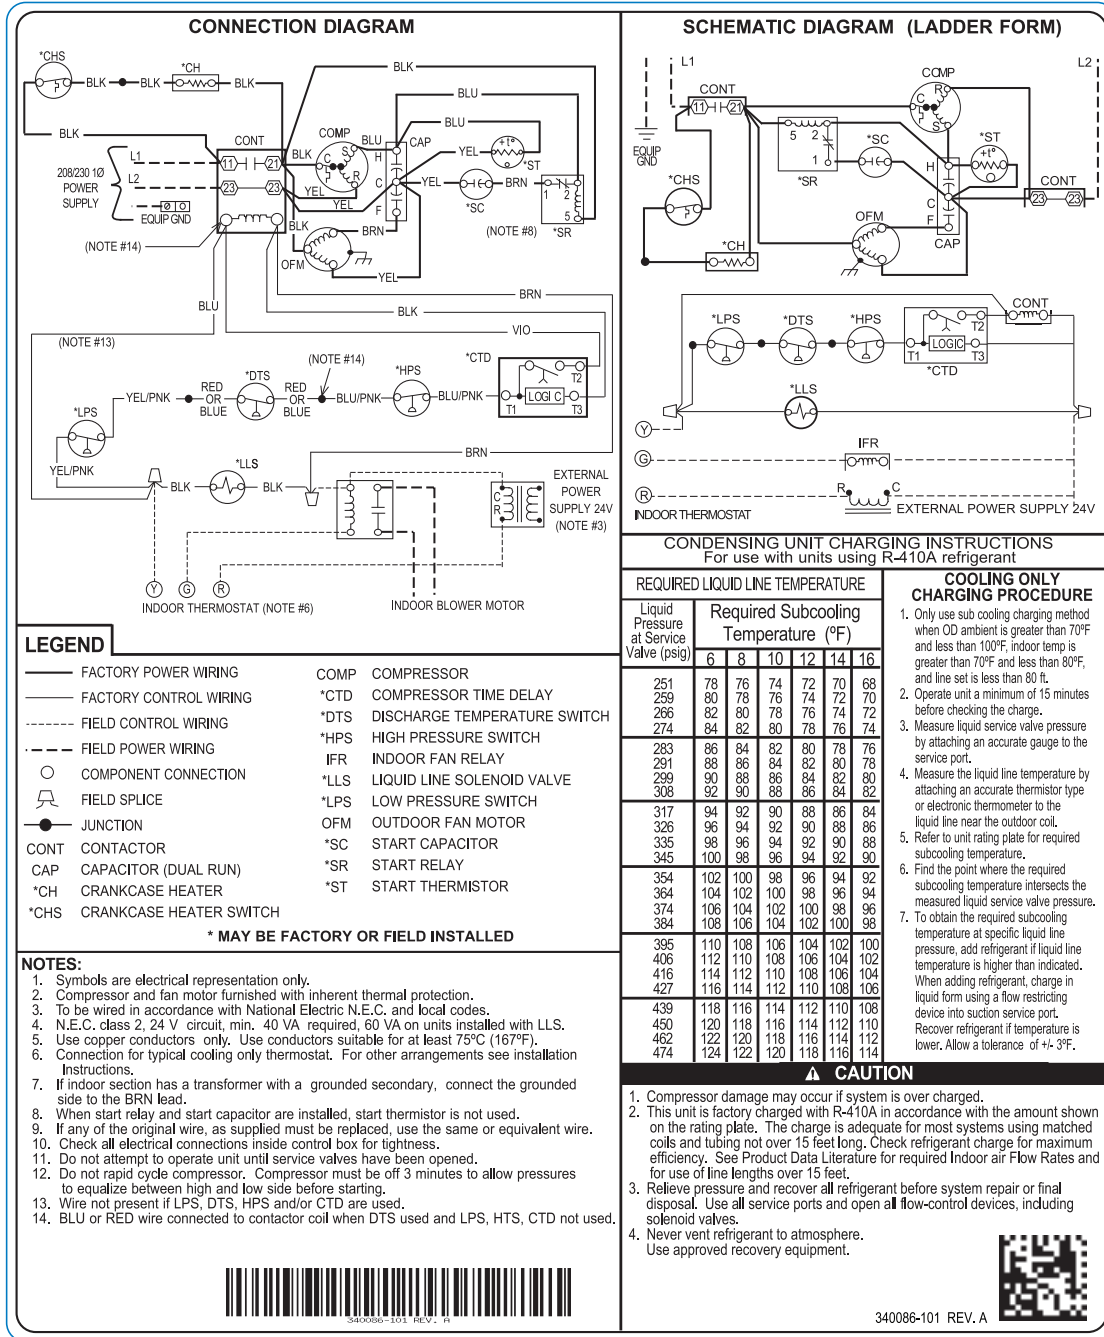 CONNECTION DIAGRAM
*CHS
BLK
BLK
*CH
BLK
BLK
BLU
BLK
CONT
COMP
BLU
BLU
CAP
H
C
F
YEL
+t°
*ST
11
21
BLK
C
S
R
L1
L2
208/230 1Ø
POWER
SUPPLY
23
23
YEL
YEL
YEL
BRN
*SC
1
2
5
*SR
(NOTE #8)
EQUIP GND
BLK
BRN
(NOTE #14)
OFM
YEL
BRN
BLU
BLK
VIO
(NOTE #13)
(NOTE #14)
*CTD
*DTS
*HPS
T2
YEL/PNK
RED
OR
BLUE
RED
OR
BLUE
BLU/PNK
BLU/PNK
T1
LOGIC
T3
*LPS
YEL/PNK
BRN
*LLS
BLK
BLK
C
R
EXTERNAL
POWER
SUPPLY 24V
(NOTE #3)
Y
G
R
INDOOR THERMOSTAT (NOTE #6)
INDOOR BLOWER MOTOR
SCHEMATIC DIAGRAM (LADDER FORM)
L1
L2
CONT
COMP
11
21
C
R
S
5
2
1
*SR
*SC
+t°
*ST
EQUIP
GND
H
C
F
CAP
CONT
23
23
*CHS
OFM
*CH
*LPS
*DTS
*HPS
CONT
T2
T1
LOGIC
T3
*CTD
*LLS
Y
G
IFR
R
R
C
INDOOR THERMOSTAT
EXTERNAL POWER SUPPLY 24V
LEGEND
FACTORY POWER WIRING
FACTORY CONTROL WIRING
FIELD CONTROL WIRING
FIELD POWER WIRING
COMPONENT CONNECTION
FIELD SPLICE
JUNCTION
CONT CONTACTOR
CAP CAPACITOR (DUAL RUN)
*CH CRANKCASE HEATER
*CHS CRANKCASE HEATER SWITCH
COMP COMPRESSOR
*CTD COMPRESSOR TIME DELAY
*DTS DISCHARGE TEMPERATURE SWITCH
*HPS HIGH PRESSURE SWITCH
IFR INDOOR FAN RELAY
*LLS LIQUID LINE SOLENOID VALVE
*LPS LOW PRESSURE SWITCH
OFM OUTDOOR FAN MOTOR
*SC START CAPACITOR
*SR START RELAY
*ST START THERMISTOR
* MAY BE FACTORY OR FIELD INSTALLED
NOTES:
1. Symbols are electrical representation only.
2. Compressor and fan motor furnished with inherent thermal protection.
3. To be wired in accordance with National Electric N.E.C. and local codes.
4. N.E.C. class 2, 24 V circuit, min. 40 VA required, 60 VA on units installed with LLS.
5. Use copper conductors only. Use conductors suitable for at least 75ºC (167ºF).
6. Connection for typical cooling only thermostat. For other arrangements see installation
Instructions.
7. If indoor section has a transformer with a grounded secondary, connect the grounded
side to the BRN lead.
8. When start relay and start capacitor are installed, start thermistor is not used.
9. If any of the original wire, as supplied must be replaced, use the same or equivalent wire.
10. Check all electrical connections inside control box for tightness.
11. Do not attempt to operate unit until service valves have been opened.
12. Do not rapid cycle compressor. Compressor must be off 3 minutes to allow pressures
to equalize between high and low side before starting.
13. Wire not present if LPS, DTS, HPS and/or CTD are used.
14. BLU or RED wire connected to contactor coil when DTS used and LPS, HTS, CTD not used.
340086-101 REV. A
CONDENSING UNIT CHARGING INSTRUCTIONS
For use with units using R-410A refrigerant
REQUIRED LIQUID LINE TEMPERATURE
Liquid
Pressure
at Service
Valve (psig)
Required Subcooling
Temperature (ºF)
6 8 10 12 14 16
251 78 76 74 72 70 68
259 80 78 76 74 72 70
266 82 80 78 76 74 72
274 84 82 80 78 76 74
283 86 84 82 80 78 76
291 88 86 84 82 80 78
299 90 88 86 84 82 80
308 92 90 88 86 84 82
317 94 92 90 88 86 84
326 96 94 92 90 88 86
335 98 96 94 92 90 88
345 100 98 96 94 92 90
354 102 100 98 96 94 92
364 104 102 100 98 96 94
374 106 104 102 100 98 96
384 108 106 104 102 100 98
395 110 108 106 104 102 100
406 112 110 108 106 104 102
416 114 112 110 108 106 104
427 116 114 112 110 108 106
439 118 116 114 112 110 108
450 120 118 116 114 112 110
462 122 120 118 116 114 112
474 124 122 120 118 116 114
COOLING ONLY
CHARGING PROCEDURE
1. Only use sub cooling charging method
when OD ambient is greater than 70ºF
and less than 100ºF, indoor temp is
greater than 70ºF and less than 80ºF,
and line set is less than 80 ft.
2. Operate unit a minimum of 15 minutes
before checking the charge.
3. Measure liquid service valve pressure
by attaching an accurate gauge to the
service port.
4. Measure the liquid line temperature by
attaching an accurate thermistor type
or electronic thermometer to the
liquid line near the outdoor coil.
5. Refer to unit rating plate for required
subcooling temperature.
6. Find the point where the required
subcooling temperature intersects the
measured liquid service valve pressure.
7. To obtain the required subcooling
temperature at specific liquid line
pressure, add refrigerant if liquid line
temperature is higher than indicated.
When adding refrigerant, charge in
liquid form using a flow restricting
device into suction service port.
Recover refrigerant if temperature is
lower. Allow a tolerance of +/- 3ºF.
CAUTION
1. Compressor damage may occur if system is over charged.
2. This unit is factory charged with R-410A in accordance with the amount shown
on the rating plate. The charge is adequate for most systems using matched
coils and tubing not over 15 feet long. Check refrigerant charge for maximum
efficiency. See Product Data Literature for required Indoor air Flow Rates and
for use of line lengths over 15 feet.
3. Relieve pressure and recover all refrigerant before system repair or final
disposal. Use all service ports and open all flow-control devices, including
solenoid valves.
4. Never vent refrigerant to atmosphere.
Use approved recovery equipment.
340086-101 REV. A